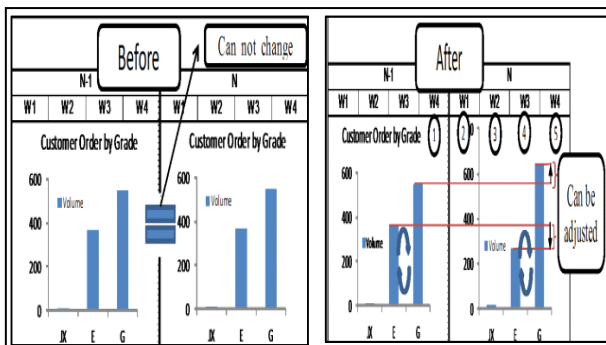 Before
Can not change
N-1
N
W1 W2 W3 W4 W1 W2 W3 W4
Customer Order by Grade
Customer Order by Grade
600
400
200
0
Volume
JX E G
600
400
200
0
Volume
JX E G
After
N-1
N
W1 W2 W3 W4 W1 W2 W3 W4
Customer Order by Grade
1 2 3 4 5
600
400
200
0
Volume
JX E G
0
600
400
200
0
Volume
JX E G
Can be
adjusted